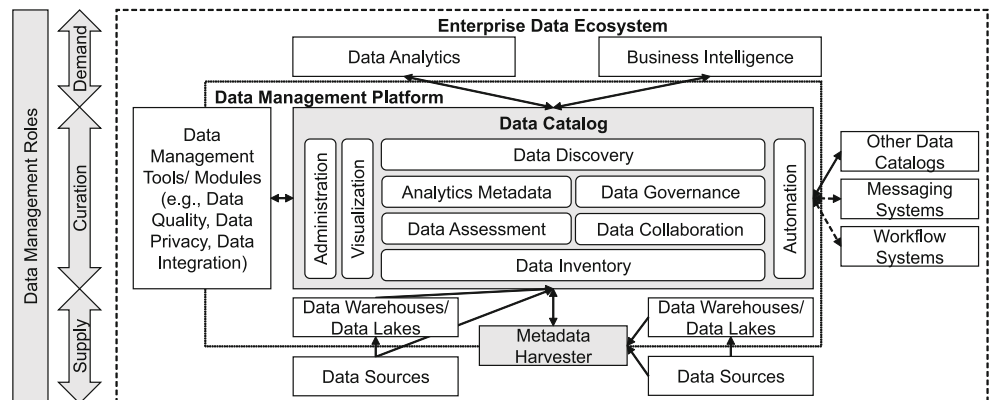 Enterprise Data Ecosystem
Data Management Roles
Demand
Curation
Supply
Data Analytics
Business Intelligence
Data Management Platform
Data
Management
Tools/ Modules
(e.g., Data
Quality, Data
Privacy, Data
Integration)
Data Catalog
Administration
Visualization
Data Discovery
Analytics Metadata
Data Governance
Data Assessment
Data Collaboration
Data Inventory
Automation
Other Data
Catalogs
Messaging
Systems
Workflow
Systems
Data Warehouses/
Data Lakes
Metadata
Harvester
Data Warehouses/
Data Lakes
Data Sources
Data Sources